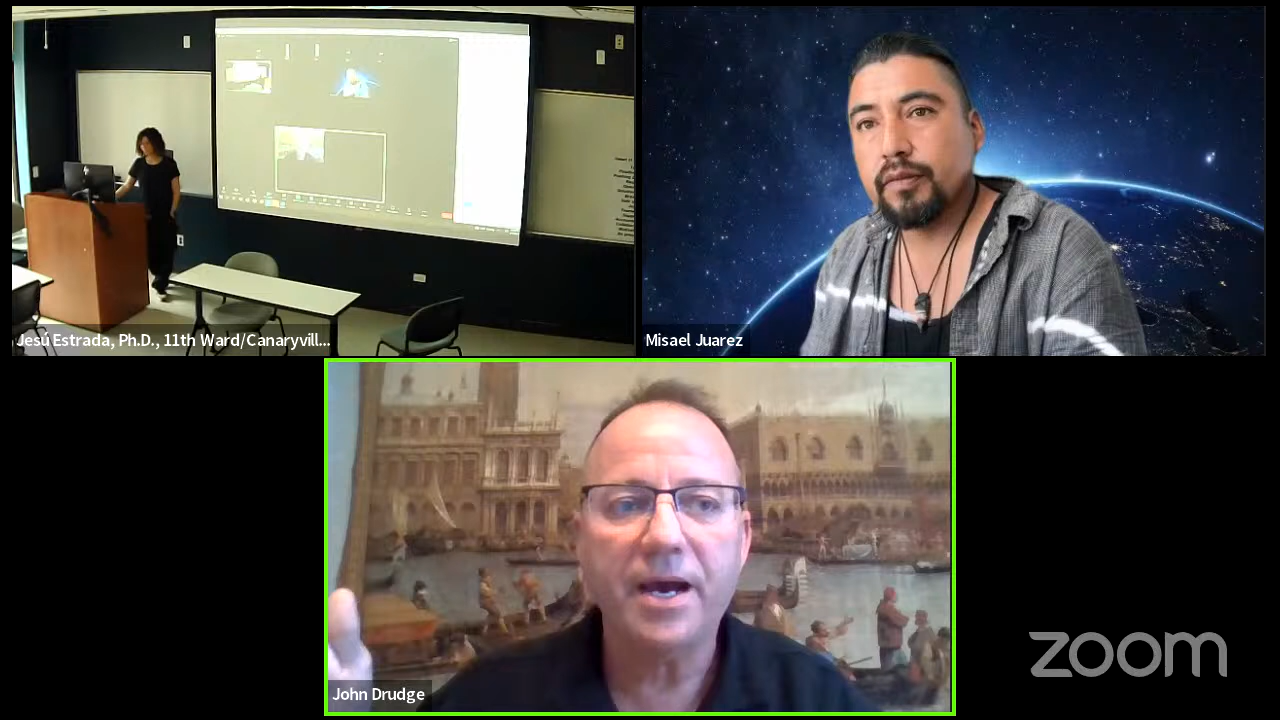 Jesú Estrada, Ph.D., 11th Ward/Canaryvill...
Misael Juarez
John Drudge
zoom